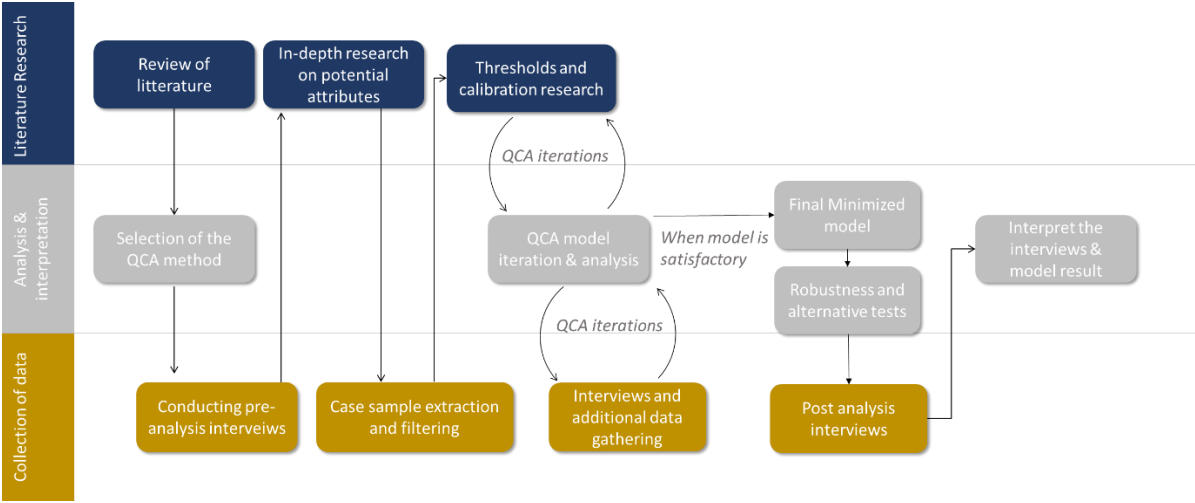 Literature Research
Review of
litterature
In-depth research
on potential
attributes
Thresholds and
calibration research
QCA iterations
Analysis &
interpretation
Selection of the
QCA method
QCA model
iteration & analysis
When model is
satisfactory
Final Minimized
model
Robustness and
alternative tests
Interpret the
interviews &
model result
QCA iterations
Collection of data
Conducting pre-
analysis interveiws
Case sample extraction
and filtering
Interviews and
additional data
gathering
Post analysis
interviews